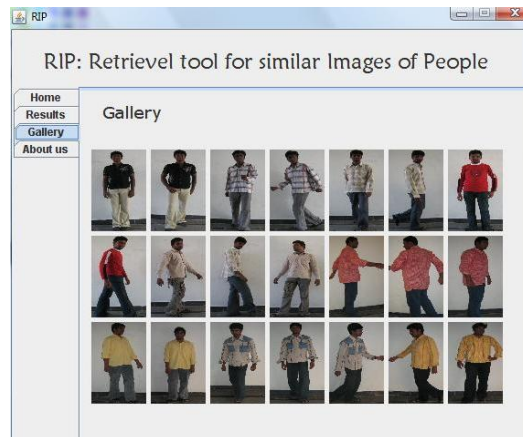 RIP
RIP: Retrievel tool for similar Images of People
Home
Results
Gallery
About us
Gallery